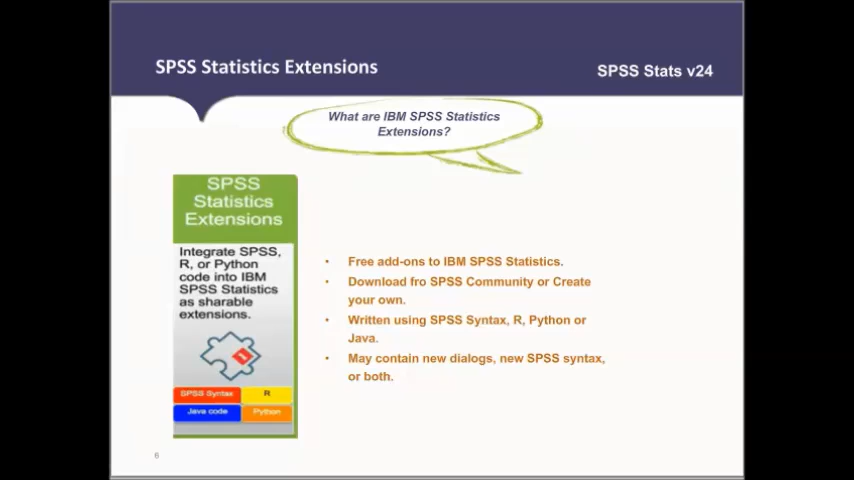 SPSS Statistics Extensions
SPSS Stats v24
What are IBM SPSS Statistics
Extensions?
SPSS
Statistics
Extensions
Integrate SPSS,
R, or Python
code into IBM
SPSS Statistics
as sharable
extensions.
SPSS Syntax
R
Java code
Python
• Free add-ons to IBM SPSS Statistics.
• Download fro SPSS Community or Create
your own.
• Written using SPSS Syntax, R, Python or
Java.
• May contain new dialogs, new SPSS syntax,
or both.
6